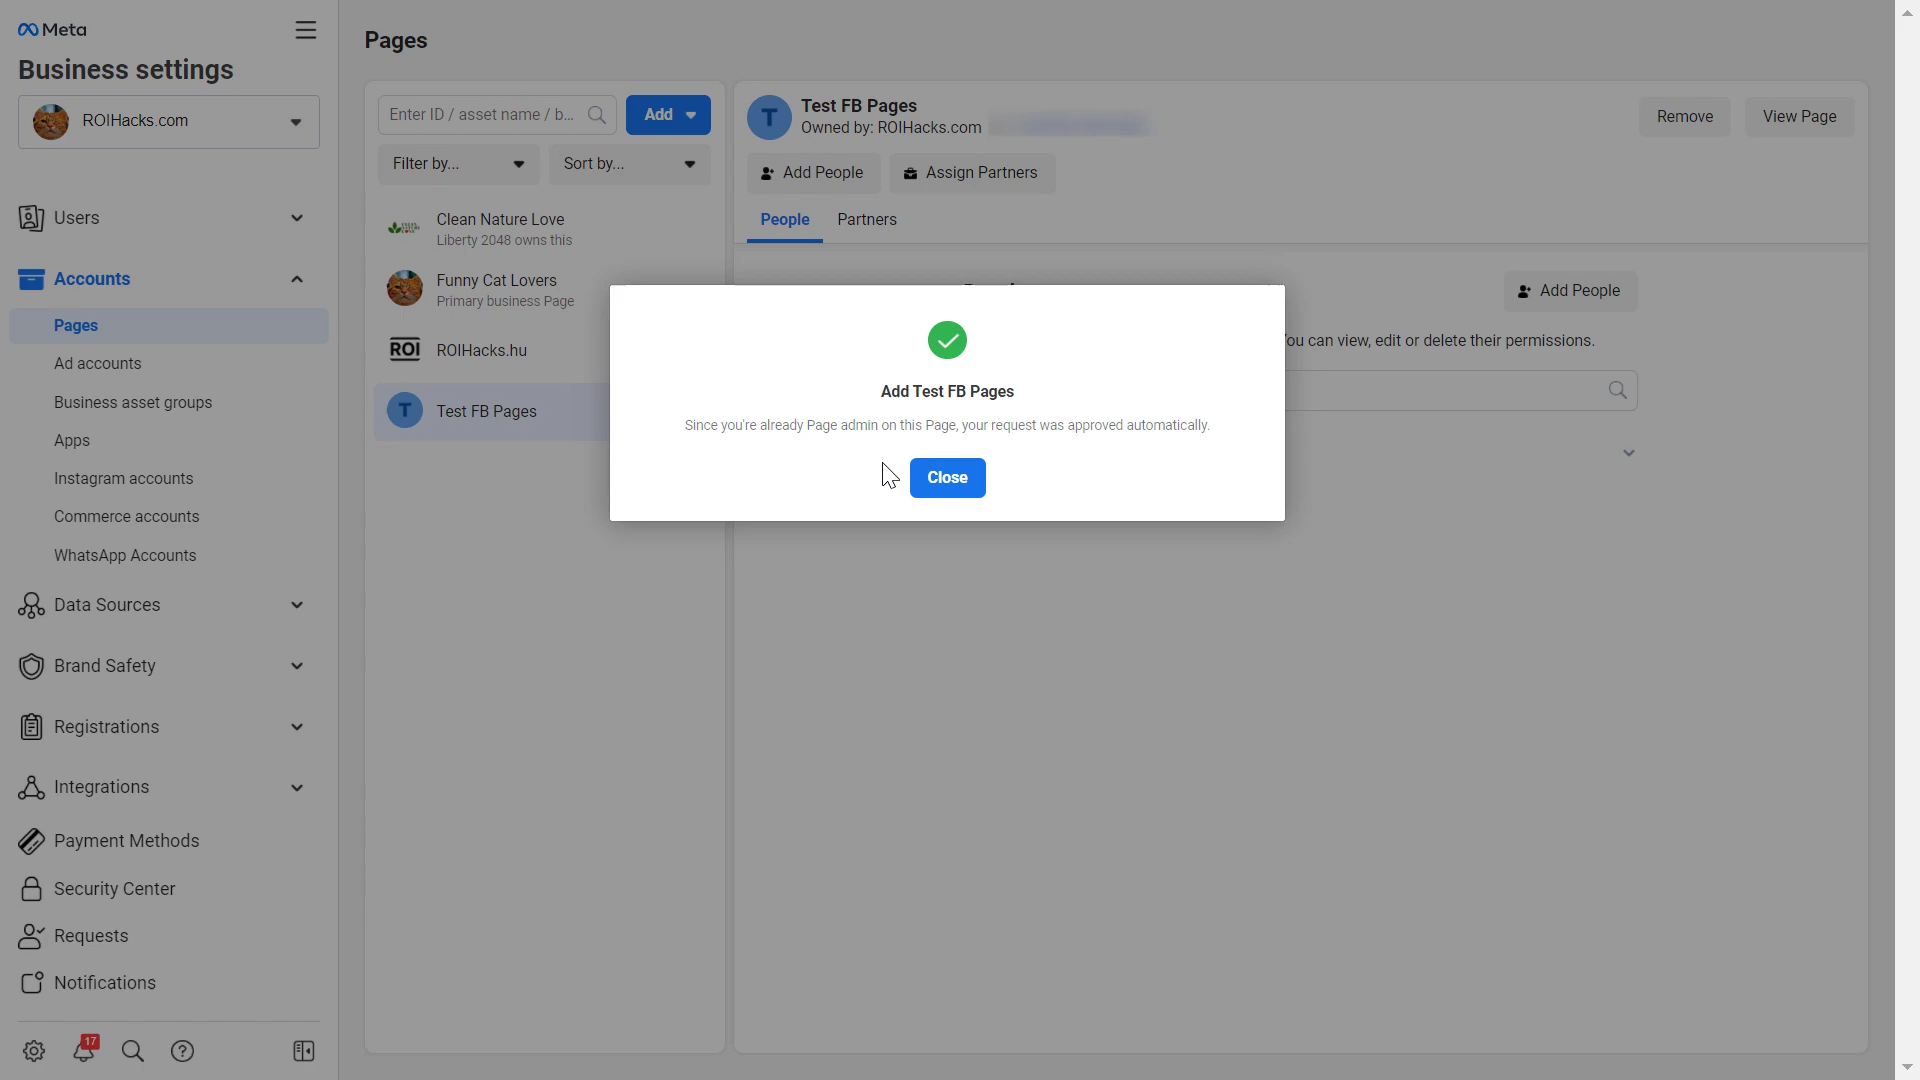 Meta
Business settings
ROIHacks.com
Users
Accounts
Pages
Ad accounts
Business asset groups
Apps
Instagram accounts
Commerce accounts
WhatsApp Accounts
Data Sources
Brand Safety
Registrations
Integrations
Payment Methods
Security Center
Requests
Notifications
17
Pages
Enter ID / asset name / b...
Add
Filter by...
Sort by...
Clean Nature Love
Liberty 2048 owns this
Funny Cat Lovers
Primary business Page
ROI
ROIHacks.hu
T
Test FB Pages
T
Test FB Pages
Owned by: ROIHacks.com
Remove
View Page
Add People
Assign Partners
People
Partners
Add People
ou can view, edit or delete their permissions.
Add Test FB Pages
Since you're already Page admin on this Page, your request was approved automatically.
Close